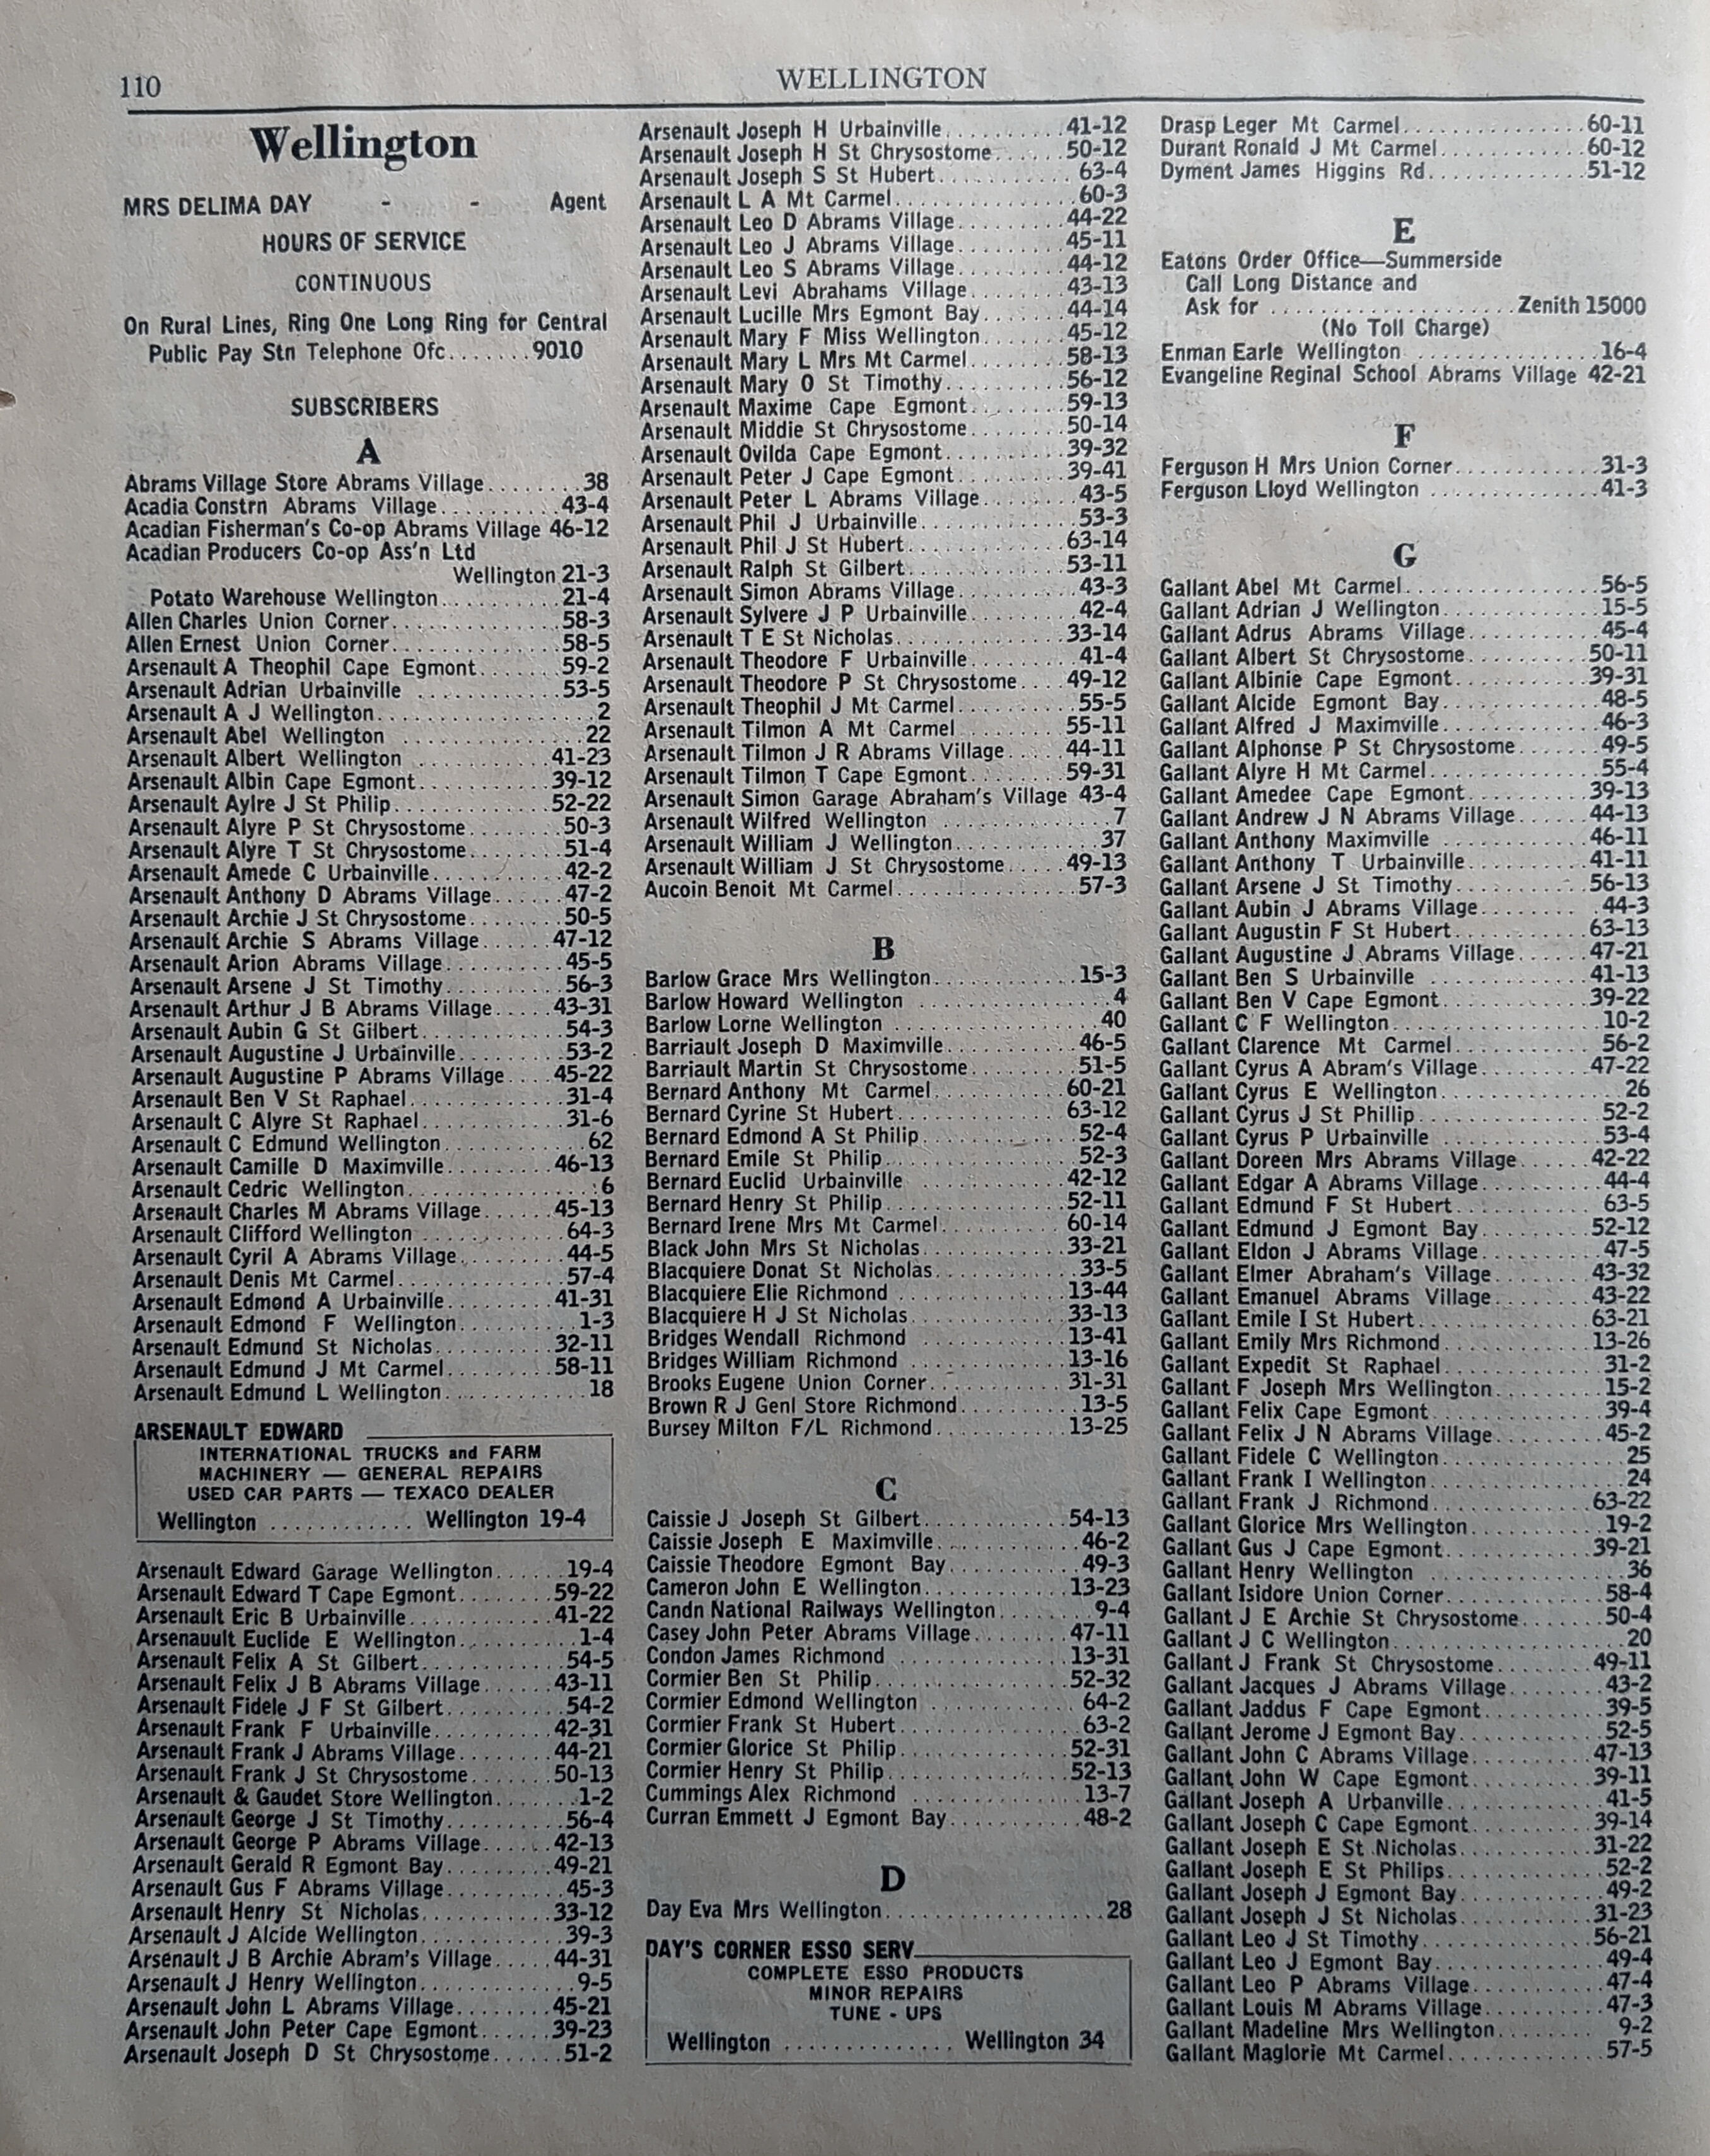 110
WELLINGTON
Wellington
MRS DELIMA DAY - - Agent
HOURS OF SERVICE
CONTINUOUS
On Rural Lines, Ring One Long Ring for Central
Public Pay Stn Telephone Ofc.......9010
SUBSCRIBERS
A
Abrams Village Store Abrams Village........38
Acadia Constrn Abrams Village..........43-4
Acadian Fisherman's Co-op Abrams Village 46-12
Acadian Producers Co-op Ass'n Ltd
Wellington 21-3
Potato Warehouse Wellington..........21-4
Allen Charles Union Corner..............58-3
Allen Ernest Union Corner..............58-5
Arsenault A Theophil Cape Egmont.......59-2
Arsenault Adrian Urbainville ............53-5
Arsenault A J Wellington...................2
Arsenault Abel Wellington ................22
Arsenault Albert Wellington ...........41-23
Arsenault Albin Cape Egmont...........39-12
Arsenault Aylre J St Philip.............52-22
Arsenault Alyre P St Chrysostome........50-3
Arsenault Alyre T St Chrysostome........51-4
Arsenault Amede C Urbainville...........42-2
Arsenault Anthony D Abrams Village......47-2
Arsenault Archie J St Chrysostome........50-5
Arsenault Archie S Abrams Village......47-12
Arsenault Arion Abrams Village..........45-5
Arsenault Arsene J St Timothy..........56-3
Arsenault Arthur J B Abrams Village.....43-31
Arsenault Aubin G St Gilbert............54-3
Arsenault Augustine J Urbainville.........53-2
Arsenault Augustine P Abrams Village....45-22
Arsenault Ben V St Raphael.............31-4
Arsenault C Alyre St Raphael............31-6
Arsenault C Edmund Wellington............62
Arsenault Camille D Maximville.........46-13
Arsenault Cedric Wellington................6
Arsenault Charles M Abrams Village......45-13
Arsenault Clifford Wellington ............64-3
Arsenault Cyril A Abrams Village.........44-5
Arsenault Denis Mt Carmel..............57-4
Arsenault Edmond A Urbainville.........41-31
Arsenault Edmond F Wellington..........1-3
Arsenault Edmund St Nicholas..........32-11
Arsenault Edmund J Mt Carmel.........58-11
Arsenault Edmund L Wellington............18
ARSENAULT EDWARD
INTERNATIONAL TRUCKS and FARM
MACHINERY — GENERAL REPAIRS
USED CAR PARTS — TEXACO DEALER
Wellington ............ Wellington 19-4
Arsenault Edward Garage Wellington......19-4
Arsenault Edward T Cape Egmont........59-22
Arsenault Eric B Urbainville............41-22
Arsenauult Euclide E Wellington..........1-4
Arsenault Felix A St Gilbert............54-5
Arsenault Felix J B Abrams Village......43-11
Arsenault Fidele J F St Gilbert..........54-2
Arsenault Frank F Urbainville..........42-31
Arsenault Frank J Abrams Village.......44-21
Arsenault Frank J St Chrysostome.......50-13
Arsenault & Gaudet Store Wellington.......1-2
Arsenault George J St Timothy..........56-4
Arsenault George P Abrams Village......42-13
Arsenault Gerald R Egmont Bay.........49-21
Arsenault Gus F Abrams Village..........45-3
Arsenault Henry St Nicholas............33-12
Arsenault J Alcide Wellington............39-3
Arsenault J B Archie Abram's Village.....44-31
Arsenault J Henry Wellington.............9-5
Arsenault John L Abrams Village........45-21
Arsenault John Peter Cape Egmont......39-23
Arsenault Joseph D St Chrysostome......51-2
Arsenault Joseph H Urbainville..........41-12
Arsenault Joseph H St Chrysostome......50-12
Arsenault Joseph S St Hubert............63-4
Arsenault L A Mt Carmel................60-3
Arsenault Leo D Abrams Village.........44-22
Arsenault Leo J Abrams Village.........45-11
Arsenault Leo S Abrams Village.........44-12
Arsenault Levi Abrahams Village........43-13
Arsenault Lucille Mrs Egmont Bay.......44-14
Arsenault Mary F Miss Wellington.......45-12
Arsenault Mary L Mrs Mt Carmel........58-13
Arsenault Mary O St Timothy..........56-12
Arsenault Maxime Cape Egmont........59-13
Arsenault Middie St Chrysostome........50-14
Arsenault Ovilda Cape Egmont..........39-32
Arsenault Peter J Cape Egmont.........39-41
Arsenault Peter L Abrams Village........43-5
Arsenault Phil J Urbainville..............53-3
Arsenault Phil J St Hubert.............63-14
Arsenault Ralph St Gilbert.............53-11
Arsenault Simon Abrams Village..........43-3
Arsenault Sylvere J P Urbainville.........42-4
Arsenault T E St Nicholas..............33-14
Arsenault Theodore F Urbainville.........41-4
Arsenault Theodore P St Chrysostome....49-12
Arsenault Theophil J Mt Carmel..........55-5
Arsenault Tilmon A Mt Carmel .........55-11
Arsenault Tilmon J R Abrams Village.....44-11
Arsenault Tilmon T Cape Egmont........59-31
Arsenault Simon Garage Abraham's Village 43-4
Arsenault Wilfred Wellington ..............7
Arsenault William J Wellington............37
Arsenault William J St Chrysostome.....49-13
Aucoin Benoit Mt Carmel................57-3
B
Barlow Grace Mrs Wellington............15-3
Barlow Howard Wellington ................4
Barlow Lorne Wellington .................40
Barriault Joseph D Maximville...........46-5
Barriault Martin St Chrysostome.........51-5
Bernard Anthony Mt Carmel............60-21
Bernard Cyrine St Hubert..............63-12
Bernard Edmond A St Philip.............52-4
Bernard Emile St Philip.................52-3
Bernard Euclid Urbainville ............42-12
Bernard Henry St Philip................52-11
Bernard Irene Mrs Mt Carmel..........60-14
Black John Mrs St Nicholas............33-21
Blacquiere Donat St Nicholas............33-5
Blacquiere Elie Richmond ..............13-44
Blacquiere H J St Nicholas.............33-13
Bridges Wendall Richmond .............13-41
Bridges William Richmond .............13-16
Brooks Eugene Union Corner...........31-31
Brown R J Genl Store Richmond..........13-5
Bursey Milton F/L Richmond...........13-25
C
Caissie J Joseph St Gilbert............54-13
Caissie Joseph E Maximville............46-2
Caissie Theodore Egmont Bay...........49-3
Cameron John E Wellington............13-23
Candn National Railways Wellington.......9-4
Casey John Peter Abrams Village........47-11
Condon James Richmond ..............13-31
Cormier Ben St Philip.................52-32
Cormier Edmond Wellington ............64-2
Cormier Frank St Hubert...............63-2
Cormier Glorice St Philip..............52-31
Cormier Henry St Philip...............52-13
Cummings Alex Richmond ..............13-7
Curran Emmett J Egmont Bay...........48-2
D
Day Eva Mrs Wellington...................28
DAY'S CORNER ESSO SERV.
COMPLETE ESSO PRODUCTS
MINOR REPAIRS
TUNE - UPS
Wellington .............. Wellington 34
Drasp Leger Mt Carmel...............60-11
Durant Ronald J Mt Carmel............60-12
Dyment James Higgins Rd.............51-12
E
Eatons Order Office—Summerside
Call Long Distance and
Ask for .....................Zenith 15000
(No Toll Charge)
Enman Earle Wellington ...............16-4
Evangeline Reginal School Abrams Village 42-21
F
Ferguson H Mrs Union Corner...........31-3
Ferguson Lloyd Wellington .............41-3
G
Gallant Abel Mt Carmel.................56-5
Gallant Adrian J Wellington.............15-5
Gallant Adrus Abrams Village...........45-4
Gallant Albert St Chrysostome..........50-11
Gallant Albinie Cape Egmont...........39-31
Gallant Alcide Egmont Bay..............48-5
Gallant Alfred J Maximville.............46-3
Gallant Alphonse P St Chrysostome.......49-5
Gallant Alyre H Mt Carmel..............55-4
Gallant Amedee Cape Egmont..........39-13
Gallant Andrew J N Abrams Village......44-13
Gallant Anthony Maximville ............46-11
Gallant Anthony T Urbainville..........41-11
Gallant Arsene J St Timothy...........56-13
Gallant Aubin J Abrams Village..........44-3
Gallant Augustin F St Hubert...........63-13
Gallant Augustine J Abrams Village......47-21
Gallant Ben S Urbainville .............41-13
Gallant Ben V Cape Egmont............39-22
Gallant C F Wellington.................10-2
Gallant Clarence Mt Carmel............56-2
Gallant Cyrus A Abram's Village........47-22
Gallant Cyrus E Wellington...............26
Gallant Cyrus J St Phillip...............52-2
Gallant Cyrus P Urbainville ............53-4
Gallant Doreen Mrs Abrams Village......42-22
Gallant Edgar A Abrams Village..........44-4
Gallant Edmund F St Hubert............63-5
Gallant Edmund J Egmont Bay.........52-12
Gallant Eldon J Abrams Village..........47-5
Gallant Elmer Abraham's Village........43-32
Gallant Emanuel Abrams Village........43-22
Gallant Emile I St Hubert..............63-21
Gallant Emily Mrs Richmond...........13-26
Gallant Expedit St Raphael.............31-2
Gallant F Joseph Mrs Wellington.........15-2
Gallant Felix Cape Egmont..............39-4
Gallant Felix J N Abrams Village.........45-2
Gallant Fidele C Wellington...............25
Gallant Frank I Wellington................24
Gallant Frank J Richmond..............63-22
Gallant Glorice Mrs Wellington..........19-2
Gallant Gus J Cape Egmont............39-21
Gallant Henry Wellington .................36
Gallant Isidore Union Corner............58-4
Gallant J E Archie St Chrysostome.......50-4
Gallant J C Wellington...................20
Gallant J Frank St Chrysostome........49-11
Gallant Jacques J Abrams Village........43-2
Gallant Jaddus F Cape Egmont..........39-5
Gallant Jerome J Egmont Bay............52-5
Gallant John C Abrams Village..........47-13
Gallant John W Cape Egmont..........39-11
Gallant Joseph A Urbanville.............41-5
Gallant Joseph C Cape Egmont.........39-14
Gallant Joseph E St Nicholas...........31-22
Gallant Joseph E St Philips..............52-2
Gallant Joseph J Egmont Bay............49-2
Gallant Joseph J St Nicholas...........31-23
Gallant Leo J St Timothy..............56-21
Gallant Leo J Egmont Bay..............49-4
Gallant Leo P Abrams Village...........47-4
Gallant Louis M Abrams Village..........47-3
Gallant Madeline Mrs Wellington.........9-2
Gallant Maglorie Mt Carmel.............57-5